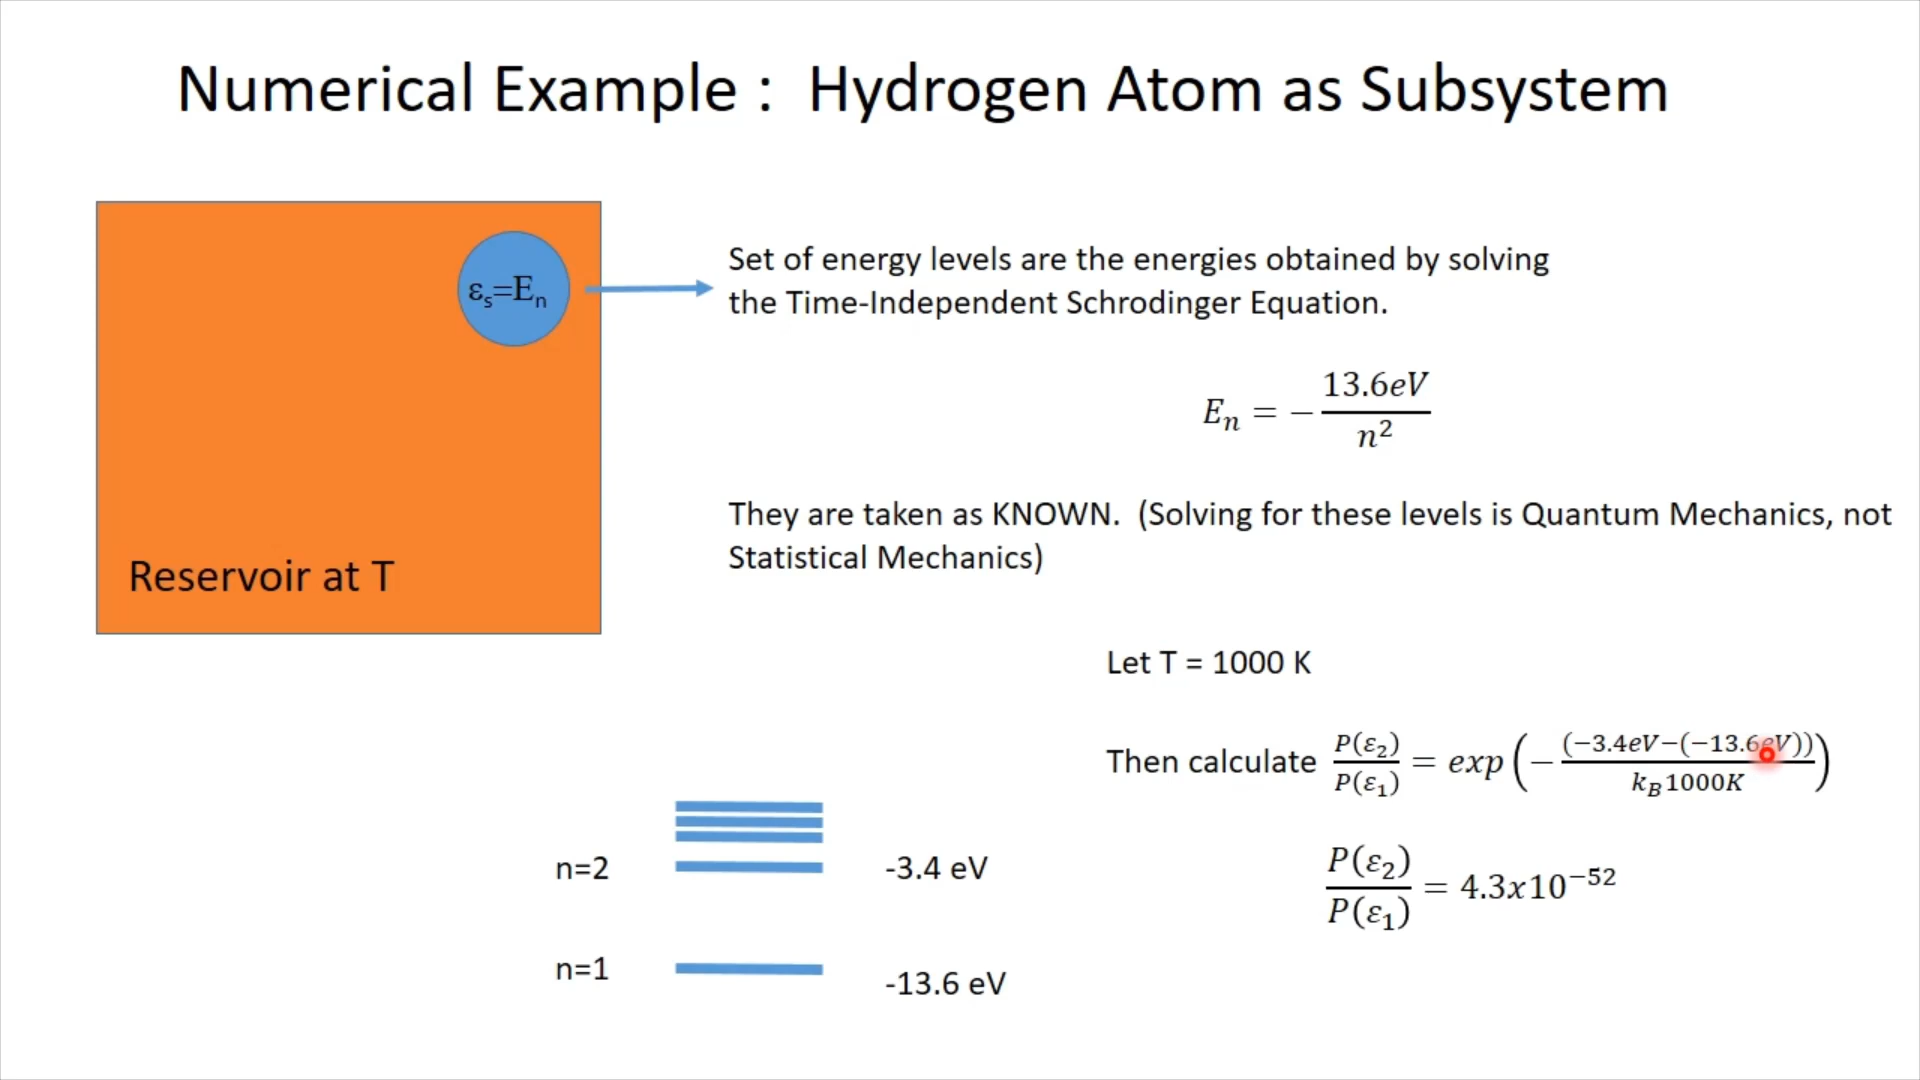 Numerical Example :  Hydrogen Atom as Subsystem
εₛ=Eₙ
Set of energy levels are the energies obtained by solving
the Time-Independent Schrodinger Equation.
Eₙ = − 13.6eV / n²
They are taken as KNOWN.  (Solving for these levels is Quantum Mechanics, not
Statistical Mechanics)
Reservoir at T
Let T = 1000 K
Then calculate P(ε₂)/P(ε₁) = exp(−(−3.4eV−(−13.6eV))/k_B1000K)
P(ε₂)/P(ε₁) = 4.3x10⁻⁵²
n=2 -3.4 eV
n=1 -13.6 eV